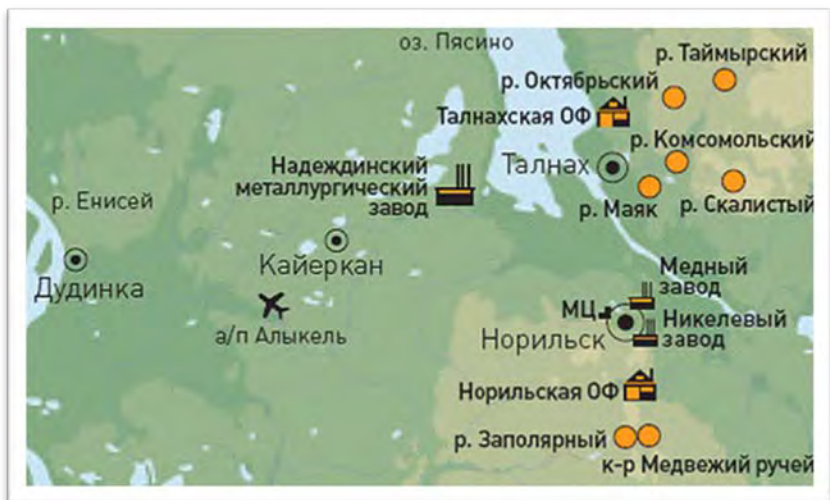 оз. Пясино
р. Таймырский
р. Октябрьский
Талнахская ОФ
р. Комсомольский
Талнах
Надеждинский
металлургический
завод
р. Енисей
р. Маяк
р. Скалистый
Кайеркан
Дудинка
Медный
завод
а/п Алыкель
МЦ
Норильск
Никелевый
завод
Норильская ОФ
р. Заполярный
к-р Медвежий ручей